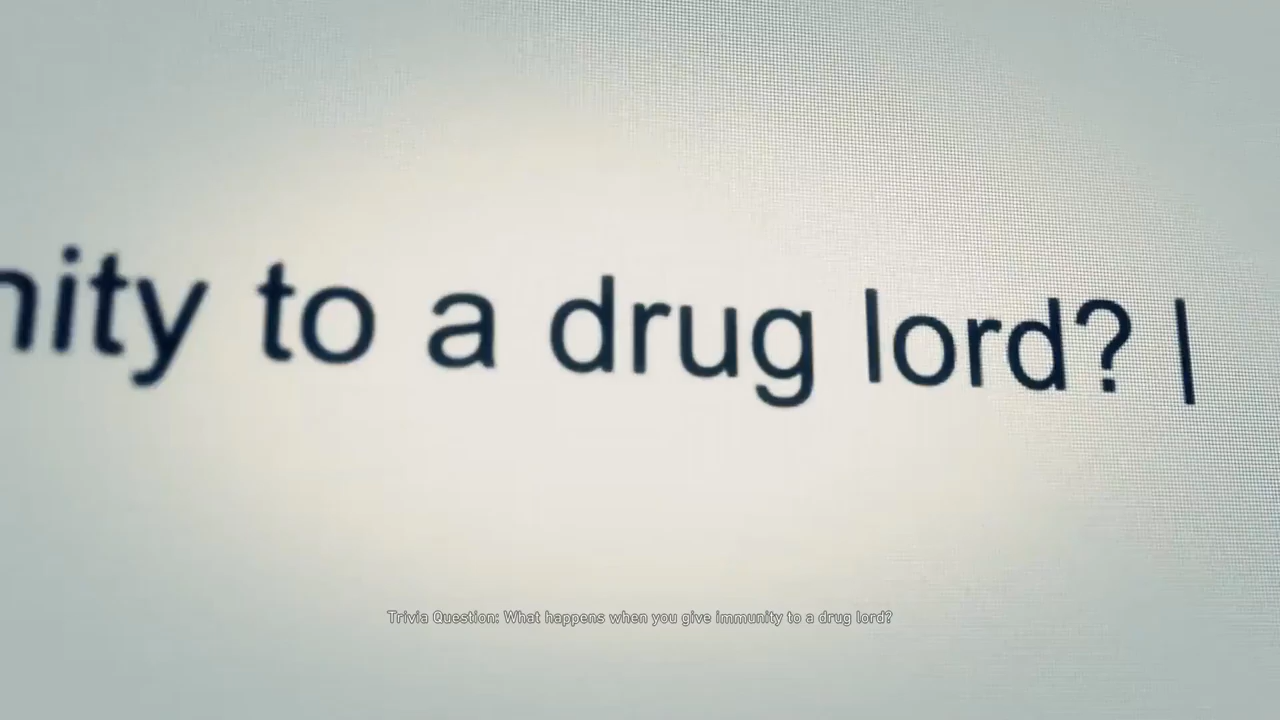 nity to a drug lord? |
Trivia Question: What happens when you give immunity to a drug lord?